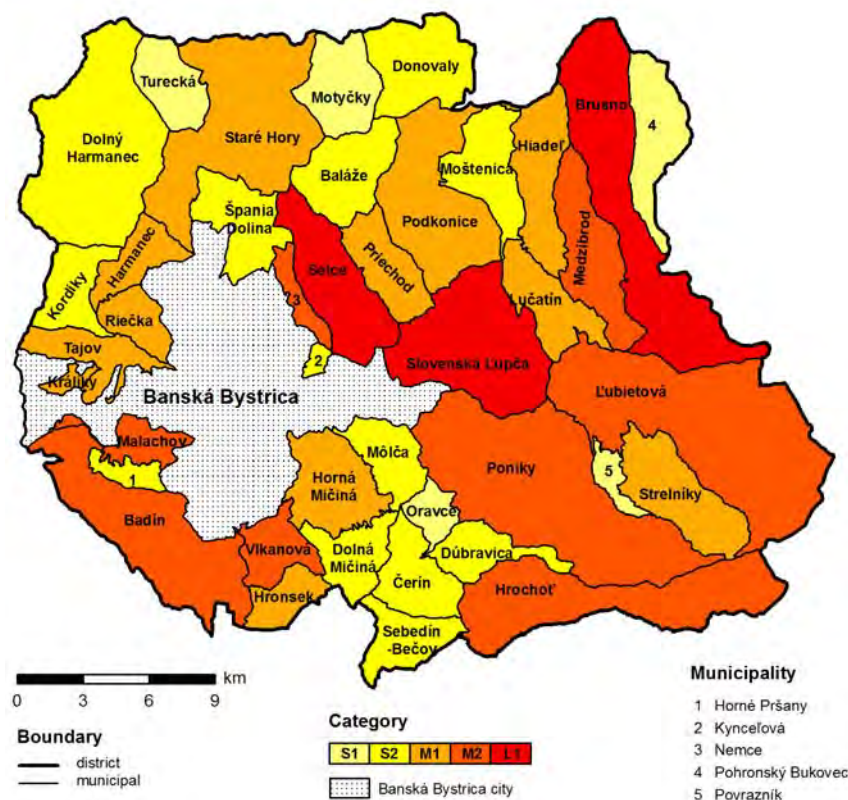 Donovaly
Turecká
Motyčky
Brusno
4
Dolný
Harmanec
Staré Hory
Hiadeľ
Baláže
Moštenica
Špania
Dolina
Podkonice
Medzibrod
Harmanec
Priechod
Selce
Kordíky
3
Lučatín
Riečka
Tajov
2
Slovenská Ľupča
Králiky
Banská Bystrica
Ľubietová
Malachov
Môlča
1
Horná
Mičiná
Poniky
5
Strelníky
Badín
Oravce
Vlkanová
Dolná
Mičiná
Dúbravica
Čerín
Hrochoť
Hronsek
Sebedín
-Bečov
km
0 3 6 9
Boundary
district
municipal
Category
S1 S2 M1 M2 L1
Banská Bystrica city
Municipality
1 Horné Pršany
2 Kynceľová
3 Nemce
4 Pohronský Bukovec
5 Povrazník